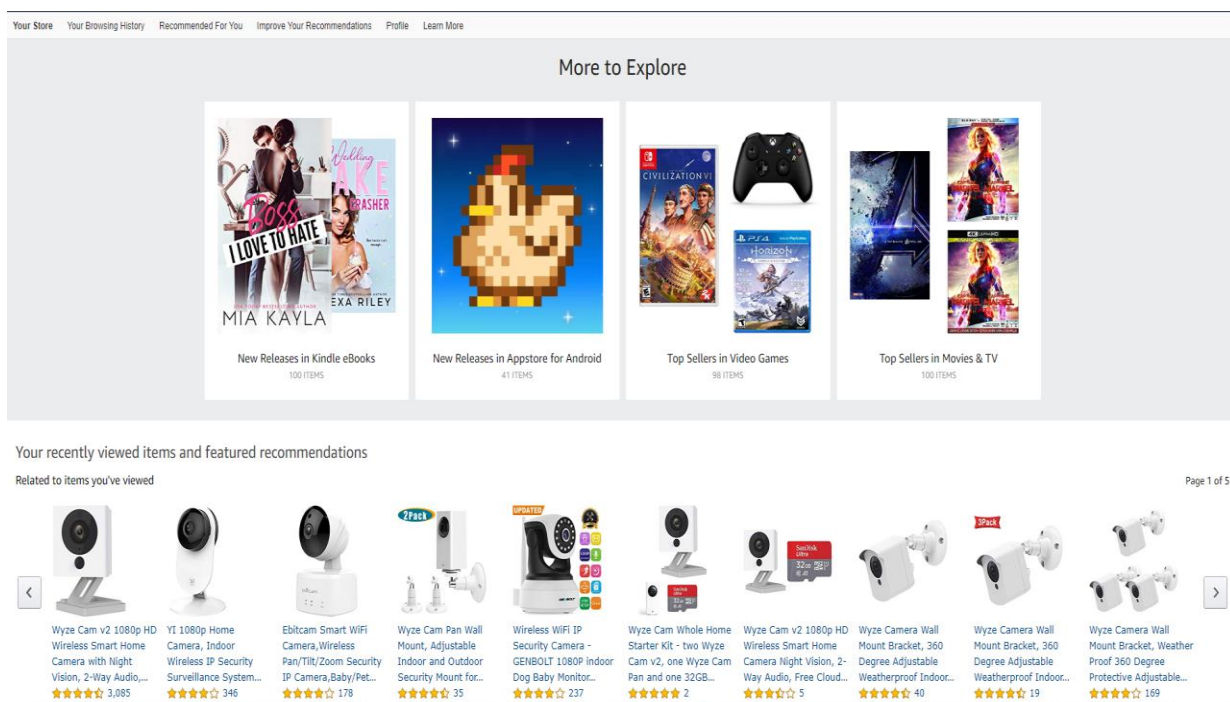 Your Store Your Browsing History Recommended For You Improve Your Recommendations Profile Learn More
More to Explore
BOSS
I LOVE TO HATE
MIA KAYLA
Wedding
CAKE
CRASHER
EXA RILEY
New Releases in Kindle eBooks
100 ITEMS
New Releases in Appstore for Android
41 ITEMS
CIVILIZATION VI
PS4
HORIZON
Top Sellers in Video Games
98 ITEMS
Top Sellers in Movies & TV
100 ITEMS
Your recently viewed items and featured recommendations
Related to items you've viewed
Page 1 of 5
2Pack
UPDATED
SanDisk
Ultra
32GB
3Pack
Wyze Cam v2 1080p HD
Wireless Smart Home
Camera with Night
Vision, 2-Way Audio,...
3,085
YI 1080p Home
Camera, Indoor
Wireless IP Security
Surveillance System...
346
Ebitcam Smart WiFi
Camera,Wireless
Pan/Tilt/Zoom Security
IP Camera,Baby/Pet...
178
Wyze Cam Pan Wall
Mount, Adjustable
Indoor and Outdoor
Security Mount for...
35
Wireless WiFi IP
Security Camera -
GENBOLT 1080P indoor
Dog Baby Monitor...
237
Wyze Cam Whole Home
Starter Kit - two Wyze
Cam v2, one Wyze Cam
Pan and one 32GB...
2
Wyze Cam v2 1080p HD
Wireless Smart Home
Camera Night Vision, 2-
Way Audio, Free Cloud...
5
Wyze Camera Wall
Mount Bracket, 360
Degree Adjustable
Weatherproof Indoor...
40
Wyze Camera Wall
Mount Bracket, 360
Degree Adjustable
Weatherproof Indoor...
19
Wyze Camera Wall
Mount Bracket, Weather
Proof 360 Degree
Protective Adjustable...
169